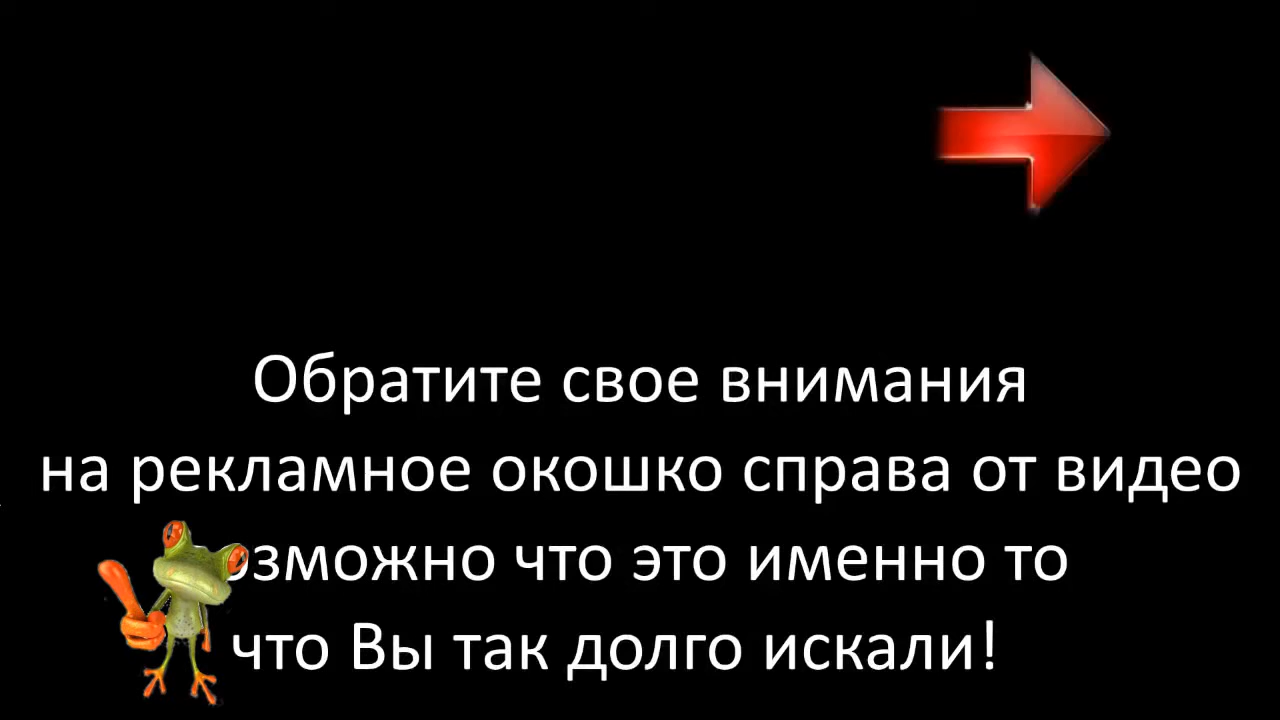 Обратите свое внимания
на рекламное окошко справа от видео
что это именно то
что Вы так долго искали!